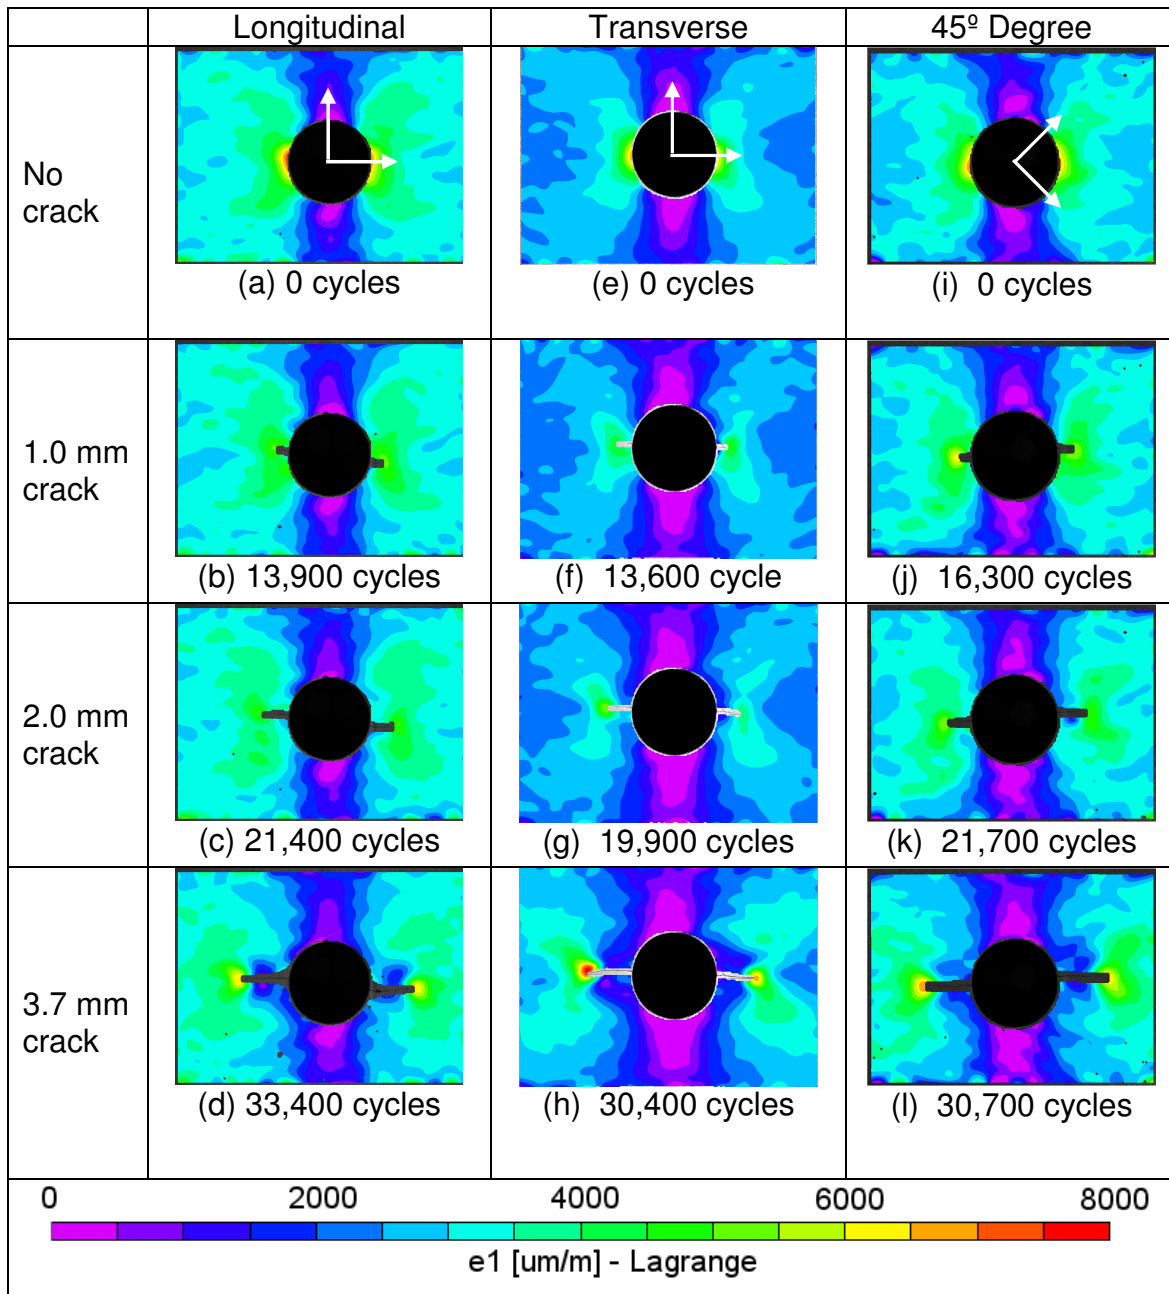 Longitudinal
Transverse
45º Degree
No
crack
(a) 0 cycles
(e) 0 cycles
(i) 0 cycles
1.0 mm
crack
(b) 13,900 cycles
(f) 13,600 cycle
(j) 16,300 cycles
2.0 mm
crack
(c) 21,400 cycles
(g) 19,900 cycles
(k) 21,700 cycles
3.7 mm
crack
(d) 33,400 cycles
(h) 30,400 cycles
(l) 30,700 cycles
0 2000 4000 6000 8000
e1 [um/m] - Lagrange